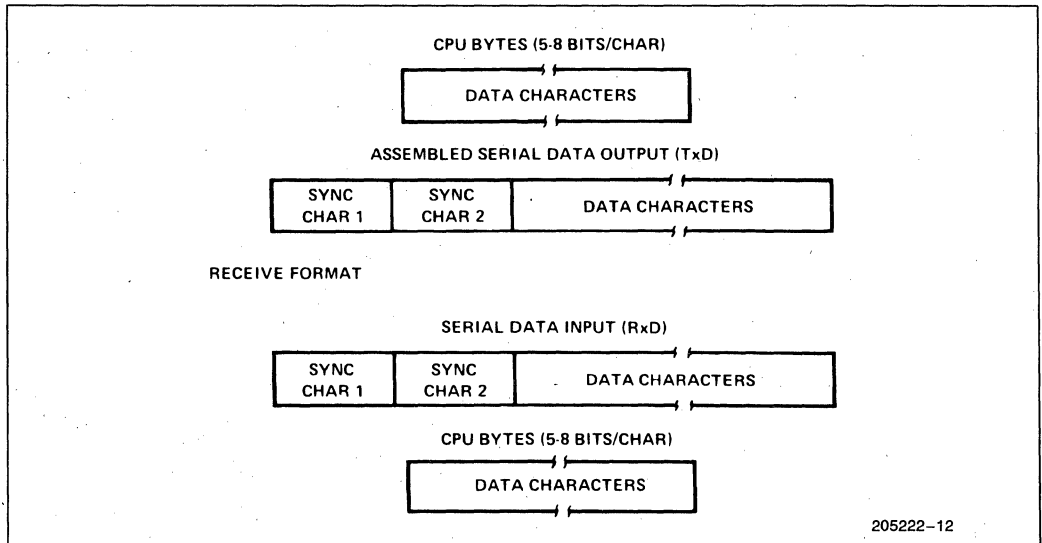 CPU BYTES (5-8 BITS/CHAR)
DATA CHARACTERS
ASSEMBLED SERIAL DATA OUTPUT (TxD)
SYNC CHAR 1
SYNC CHAR 2
DATA CHARACTERS
RECEIVE FORMAT
SERIAL DATA INPUT (RxD)
SYNC CHAR 1
SYNC CHAR 2
DATA CHARACTERS
CPU BYTES (5-8 BITS/CHAR)
DATA CHARACTERS
205222–12